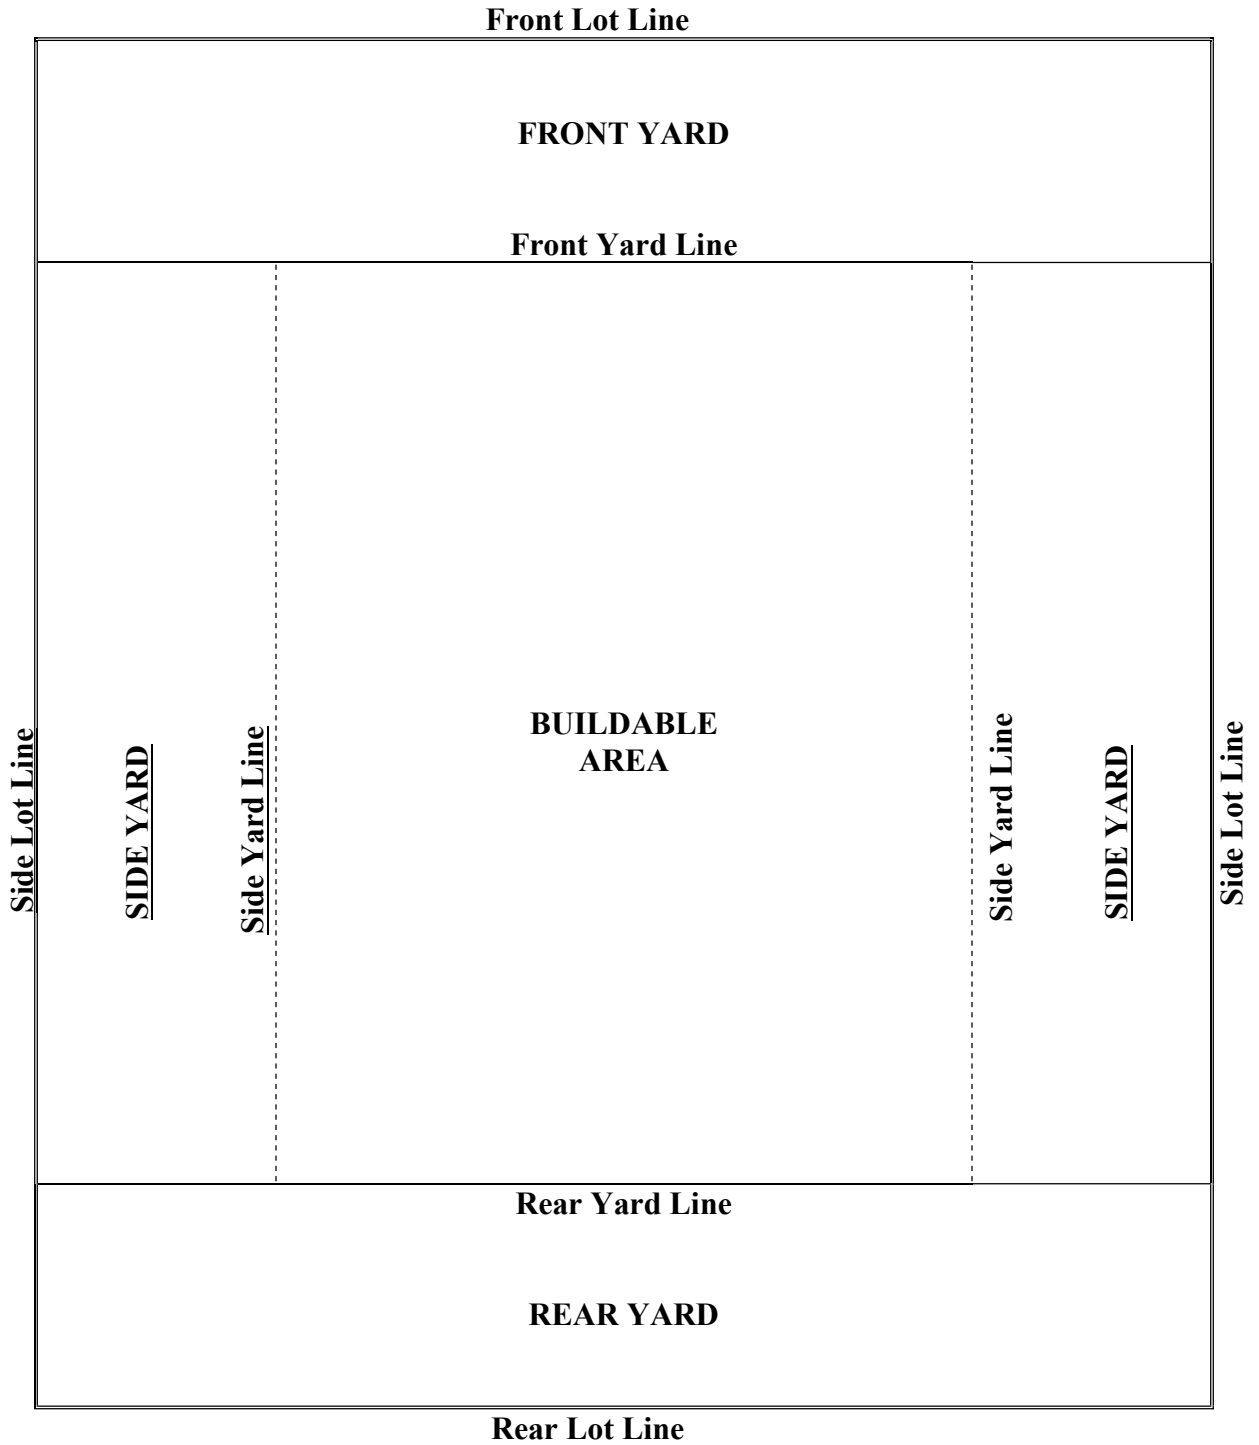 Front Lot Line
FRONT YARD
Front Yard Line
Side Lot Line
SIDE YARD
Side Yard Line
BUILDABLE
AREA
Side Yard Line
SIDE YARD
Side Lot Line
Rear Yard Line
REAR YARD
Rear Lot Line